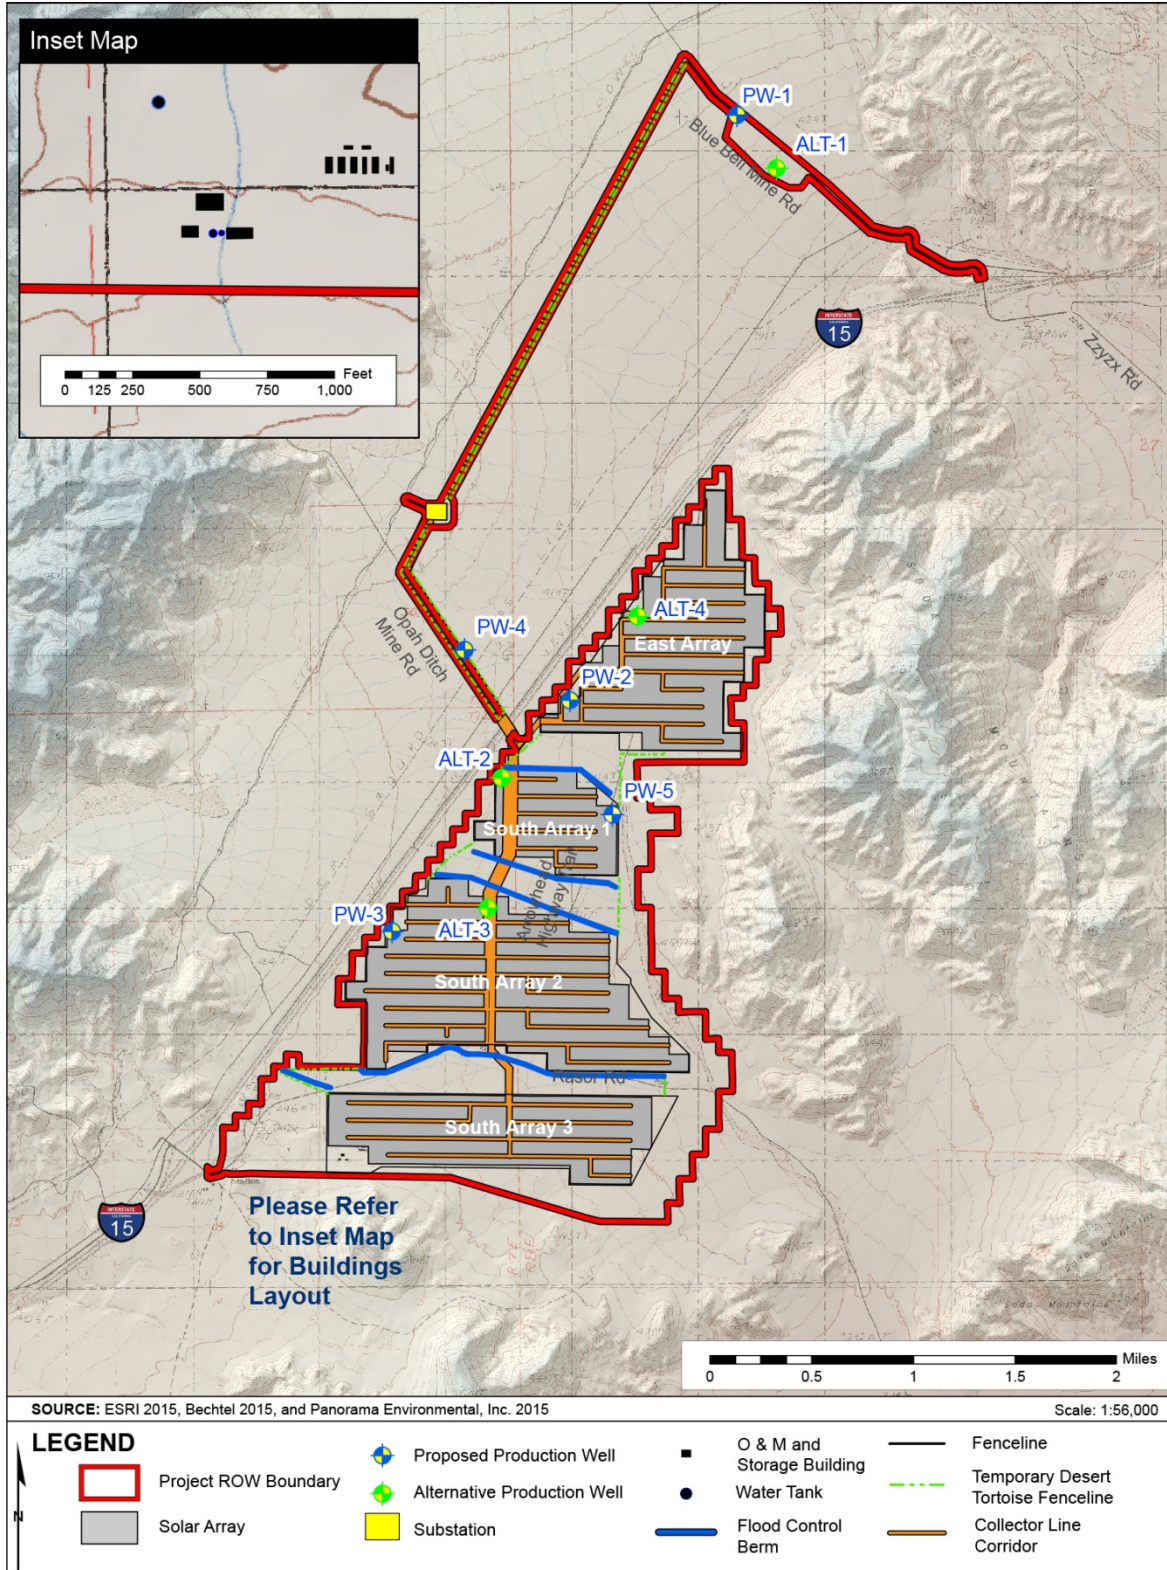 Inset Map
Feet
0 125 250 500 750 1,000
PW-1
ALT-1
Blue Bell Mine Rd
INTERSTATE
CALIFORNIA
15
Zzyzx Rd
27
PW-4
Opah Ditch
Mine Rd
ALT-4
East Array
PW-2
ALT-2
PW-5
South Array 1
Arrowhead
Highway Trail
PW-3
ALT-3
South Array 2
Rasor Rd
South Array 3
INTERSTATE
CALIFORNIA
15
Please Refer
to Inset Map
for Buildings
Layout
Miles
0 0.5 1 1.5 2
SOURCE: ESRI 2015, Bechtel 2015, and Panorama Environmental, Inc. 2015
Scale: 1:56,000
LEGEND
N
Project ROW Boundary
Solar Array
Proposed Production Well
Alternative Production Well
Substation
O & M and
Storage Building
Water Tank
Flood Control
Berm
Fenceline
Temporary Desert
Tortoise Fenceline
Collector Line
Corridor